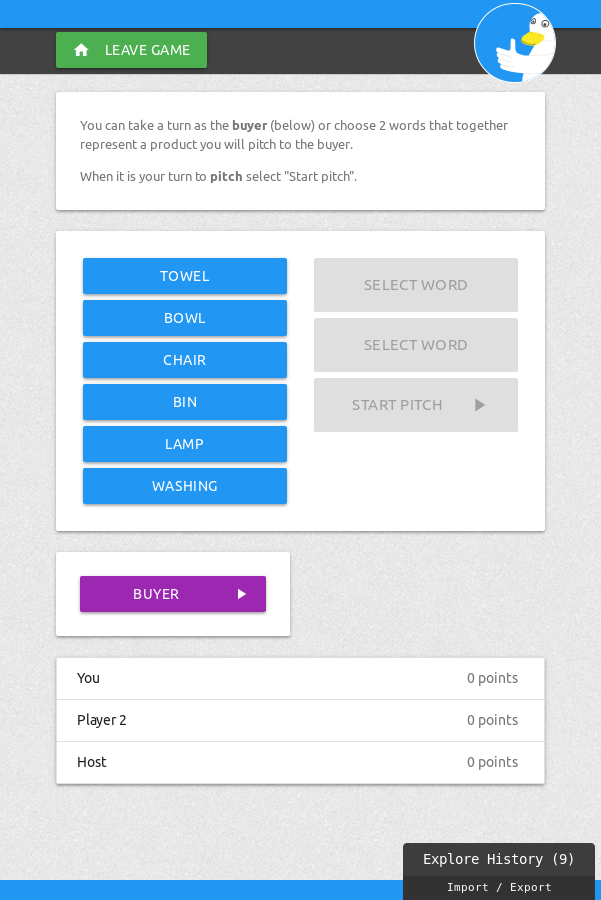 LEAVE GAME
You can take a turn as the buyer (below) or choose 2 words that together
represent a product you will pitch to the buyer.
When it is your turn to pitch select "Start pitch".
TOWEL
BOWL
CHAIR
BIN
LAMP
WASHING
SELECT WORD
SELECT WORD
START PITCH
BUYER
You 0 points
Player 2 0 points
Host 0 points
Explore History (9)
Import / Export